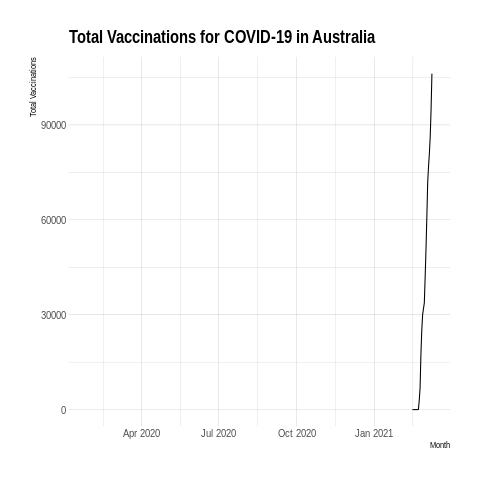 Total Vaccinations for COVID-19 in Australia
Total Vaccinations
90000
60000
30000
0
Apr 2020 Jul 2020 Oct 2020 Jan 2021
Month